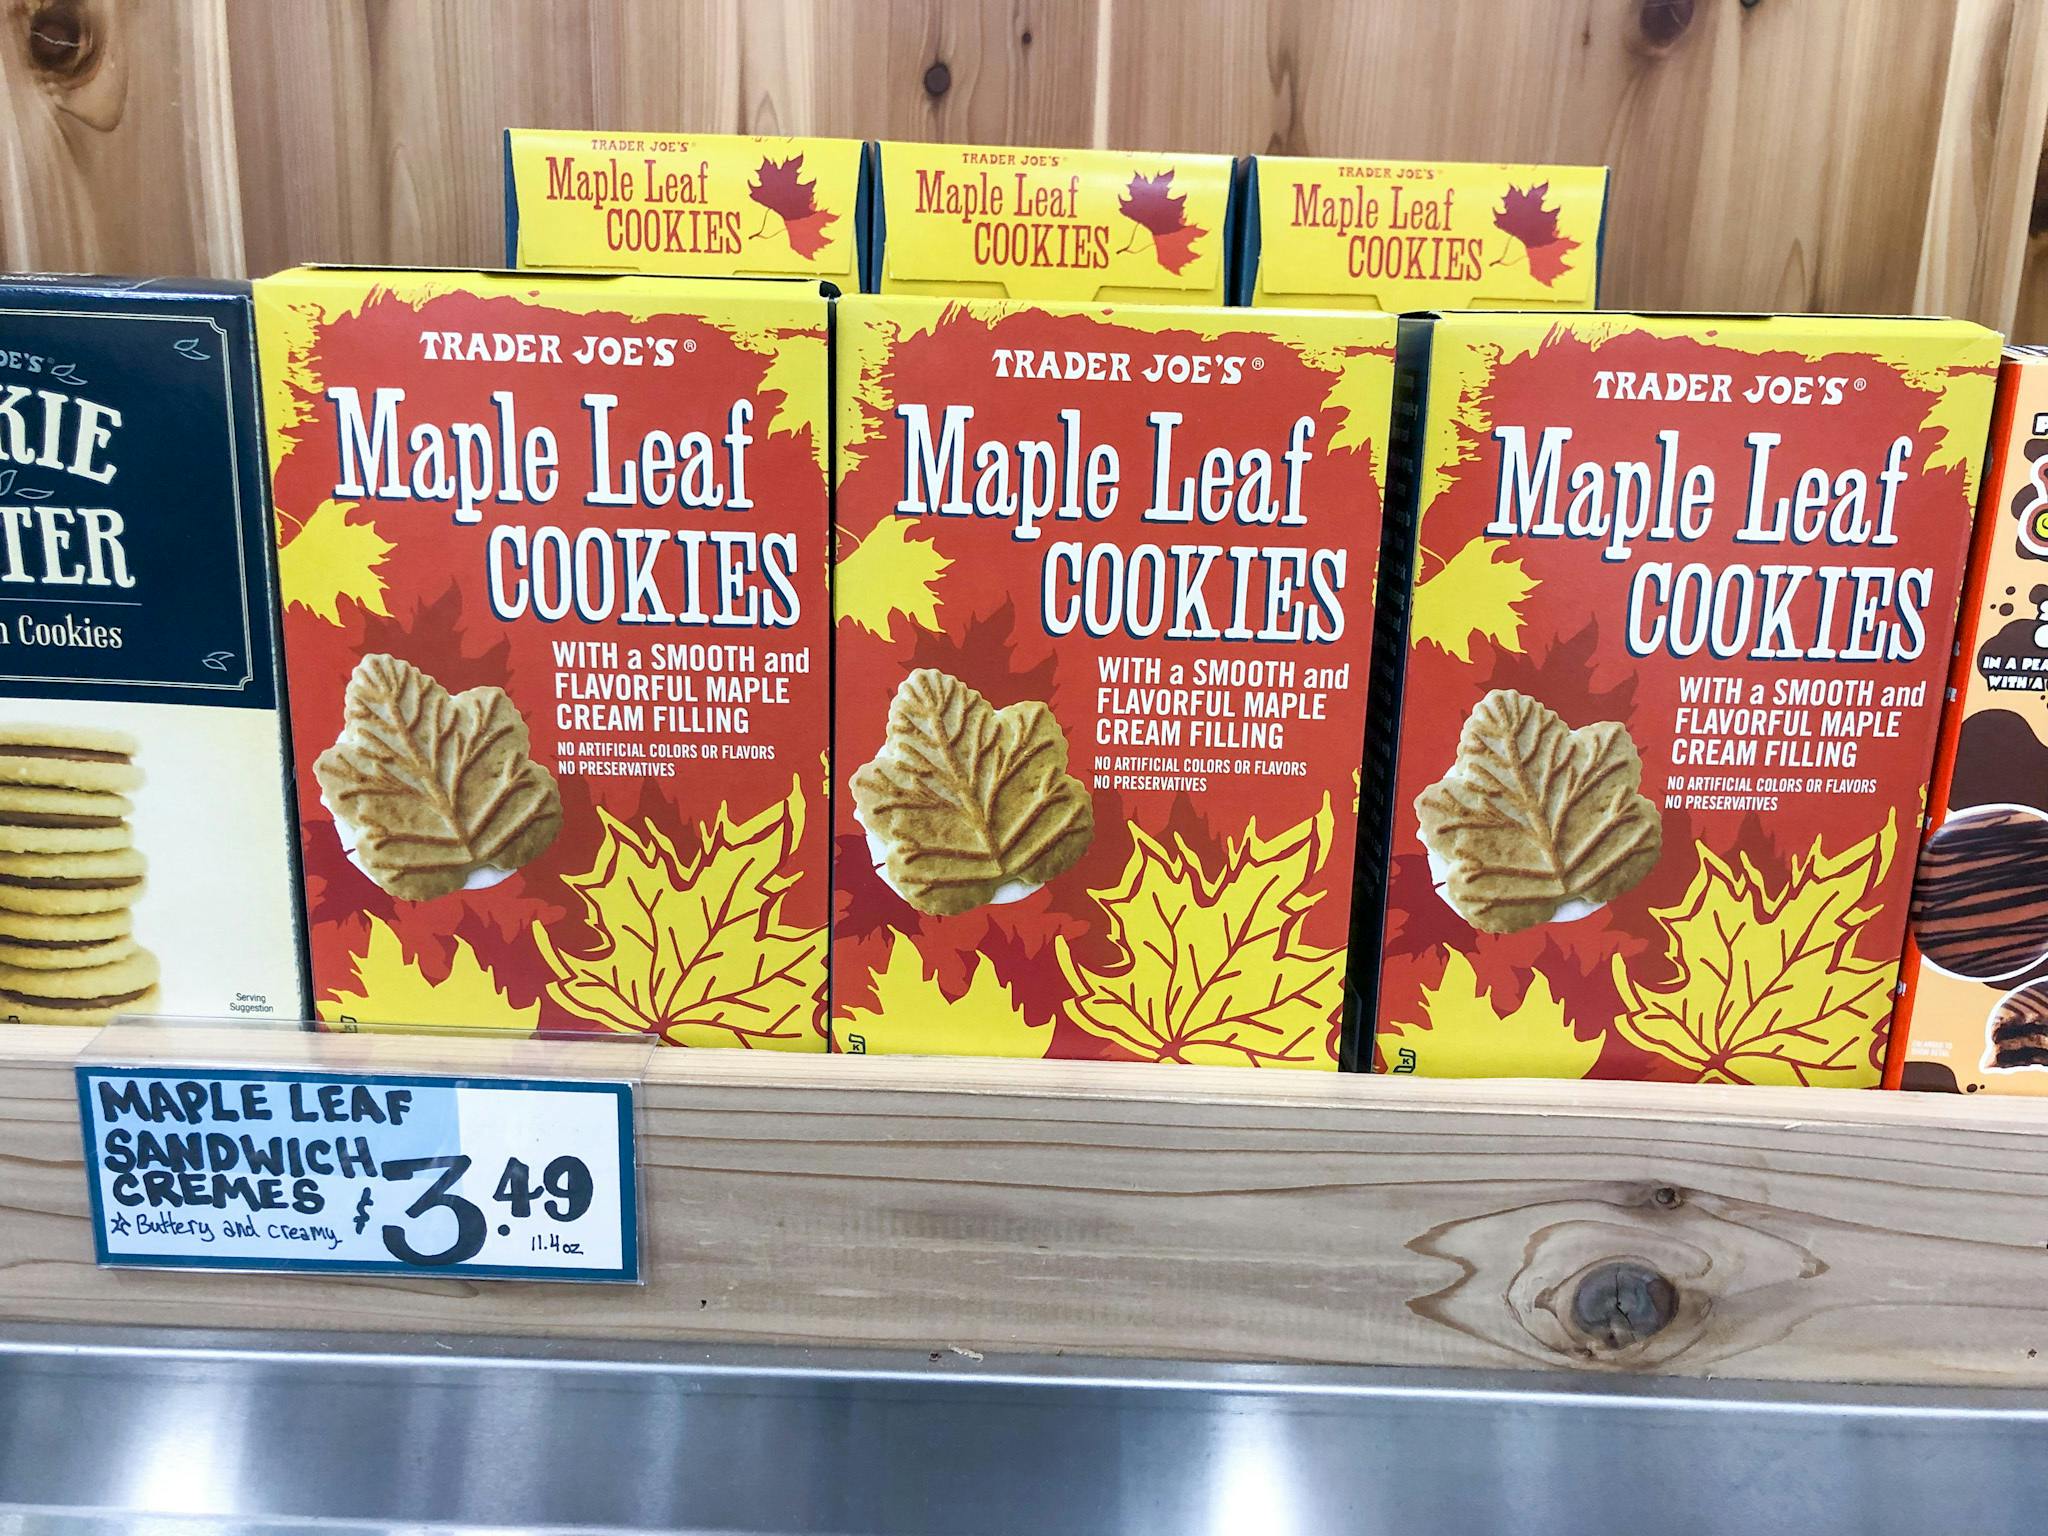 TRADER JOE'S
Maple Leaf
COOKIES
TRADER JOE'S
Maple Leaf
COOKIES
TRADER JOE'S
Maple Leaf
COOKIES
OE'S
KIE
TER
n Cookies
Serving
Suggestion
TRADER JOE'S®
Maple Leaf
COOKIES
WITH a SMOOTH and
FLAVORFUL MAPLE
CREAM FILLING
NO ARTIFICIAL COLORS OR FLAVORS
NO PRESERVATIVES
TRADER JOE'S®
Maple Leaf
COOKIES
WITH a SMOOTH and
FLAVORFUL MAPLE
CREAM FILLING
NO ARTIFICIAL COLORS OR FLAVORS
NO PRESERVATIVES
TRADER JOE'S®
Maple Leaf
COOKIES
WITH a SMOOTH and
FLAVORFUL MAPLE
CREAM FILLING
NO ARTIFICIAL COLORS OR FLAVORS
NO PRESERVATIVES
IN A PEA
WITH A
MAPLE LEAF
SANDWICH
CREMES
☆ Buttery and creamy
$3.49
11.4oz